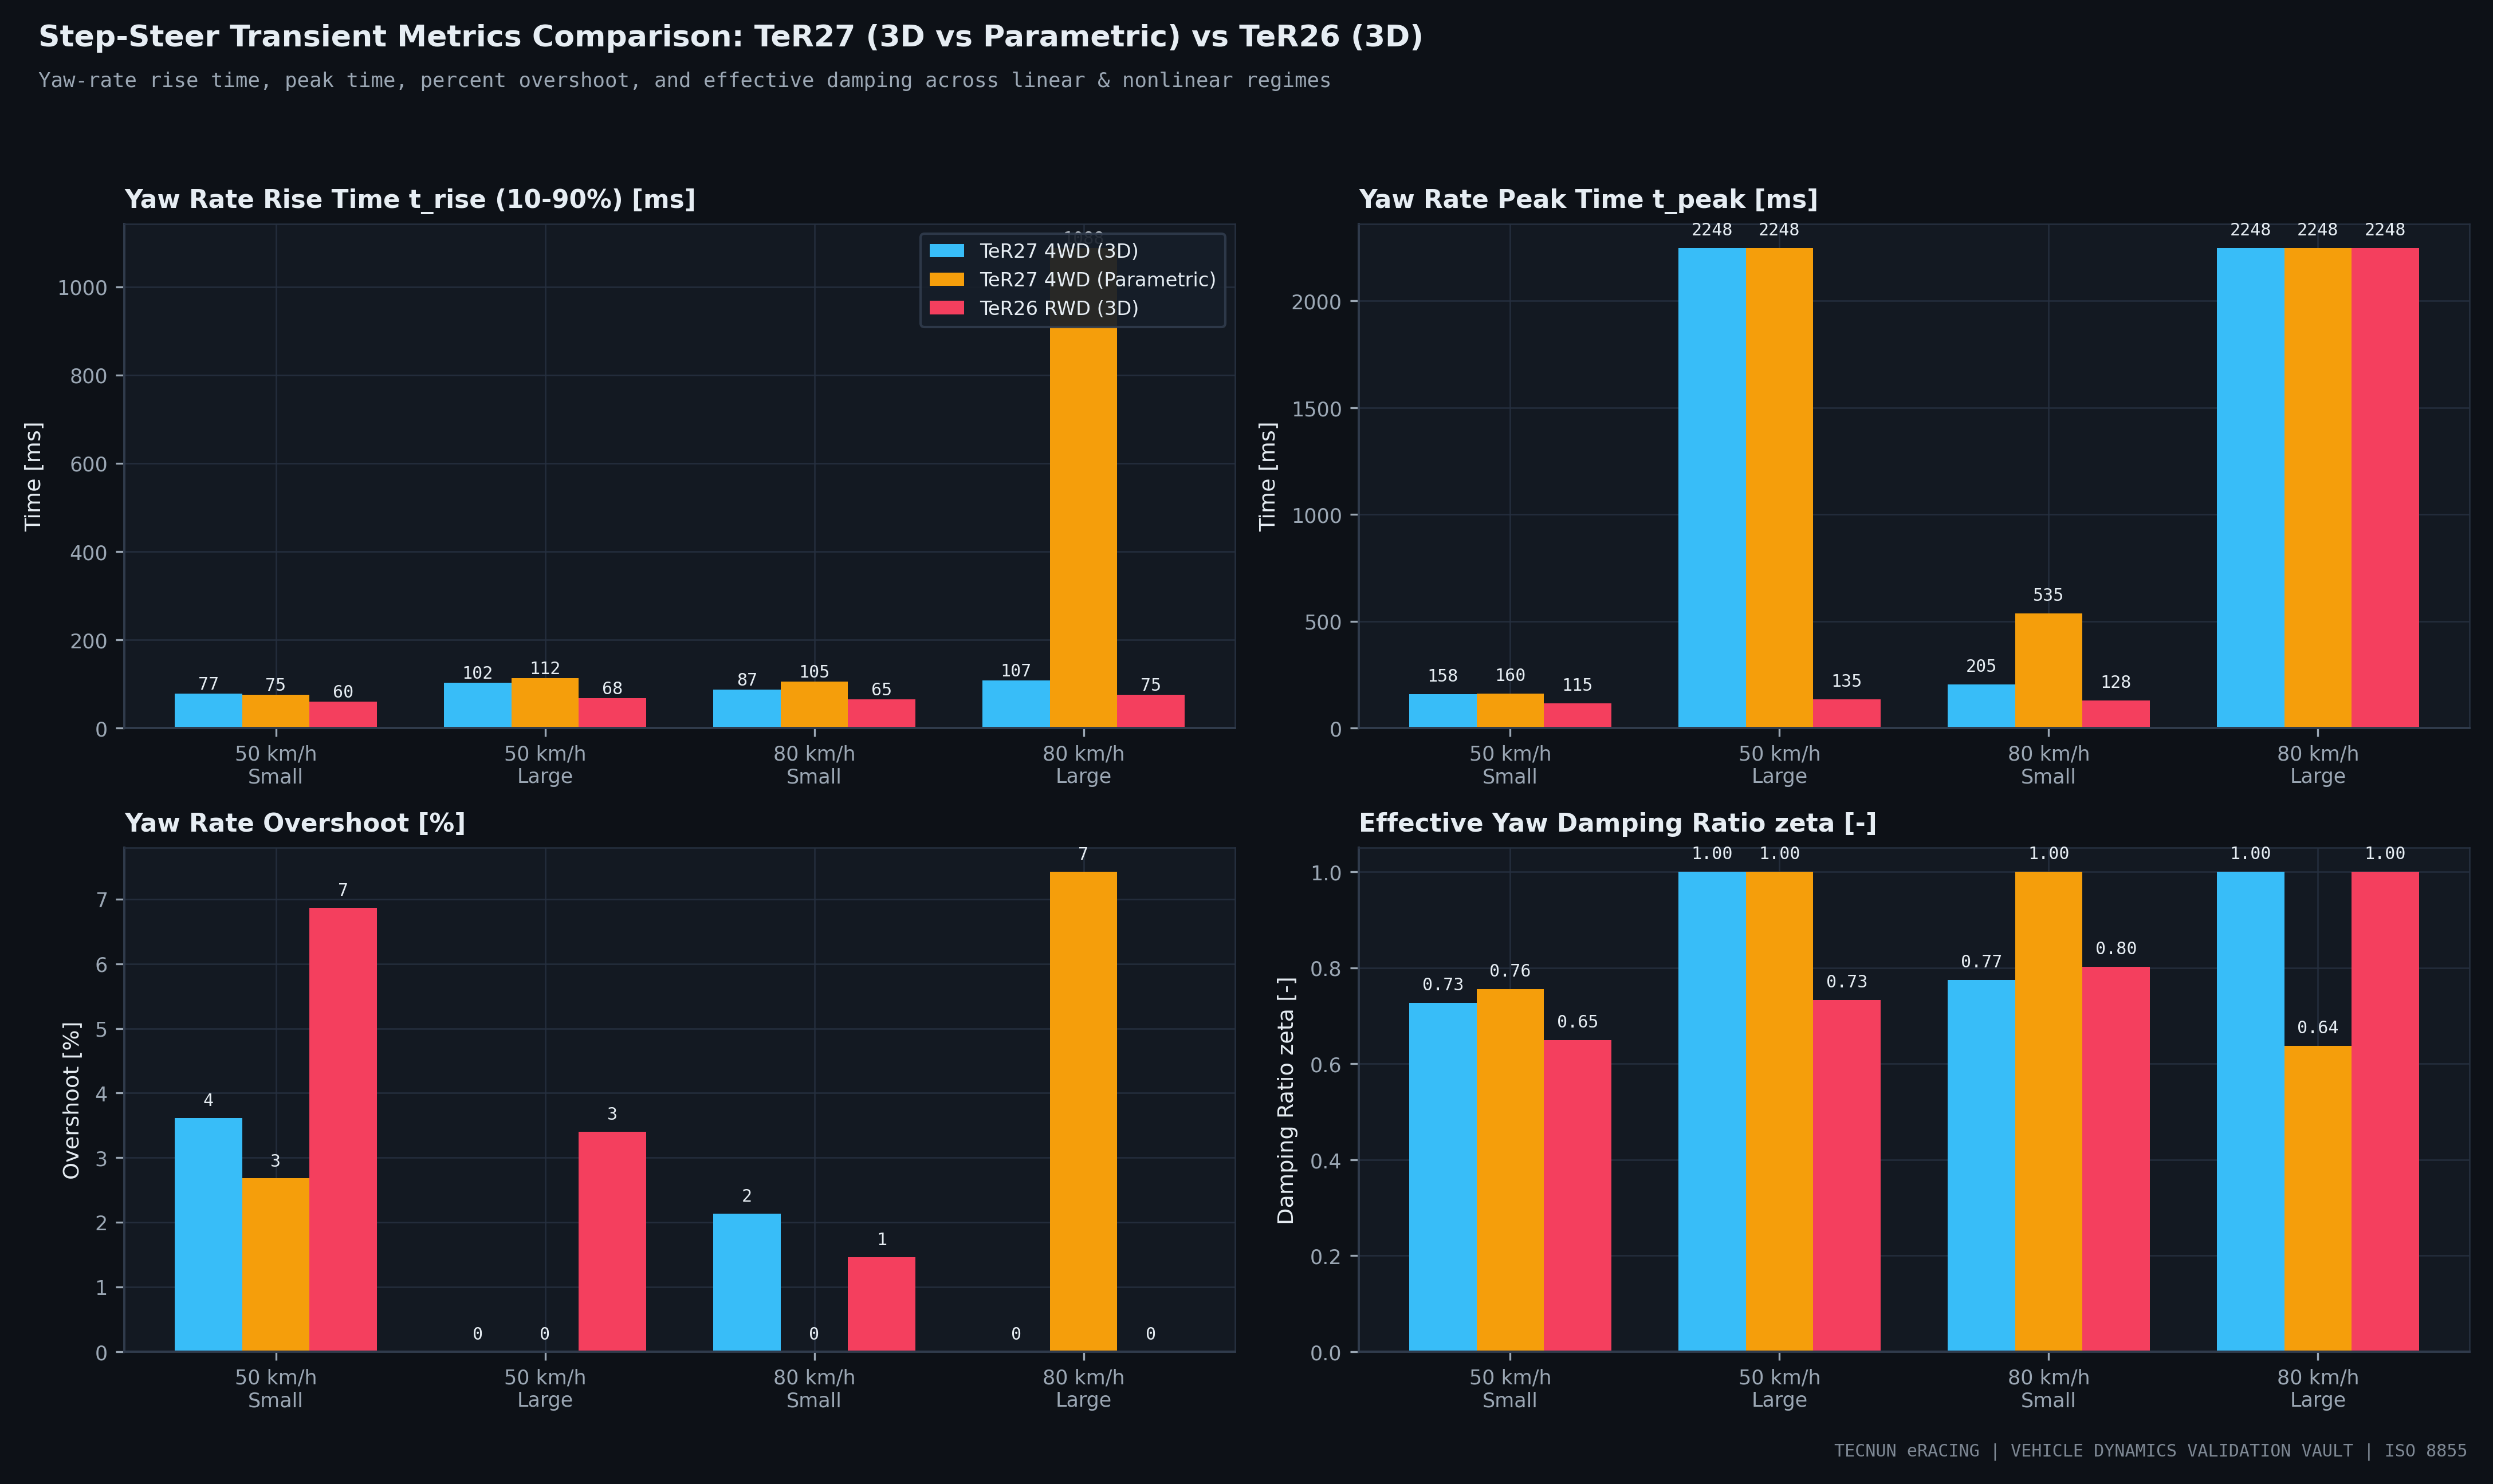 Step-Steer Transient Metrics Comparison: TeR27 (3D vs Parametric) vs TeR26 (3D)
Yaw-rate rise time, peak time, percent overshoot, and effective damping across linear & nonlinear regimes
Yaw Rate Rise Time t_rise (10-90%) [ms]
Time [ms]
1000
800
600
400
200
0
TeR27 4WD (3D)
TeR27 4WD (Parametric)
TeR26 RWD (3D)
77 75 60
102 112 68
87 105 65
107 75
50 km/h Small
50 km/h Large
80 km/h Small
80 km/h Large
Yaw Rate Peak Time t_peak [ms]
Time [ms]
2000
1500
1000
500
0
158 160 115
2248 2248 135
205 535 128
2248 2248 2248
50 km/h Small
50 km/h Large
80 km/h Small
80 km/h Large
Yaw Rate Overshoot [%]
Overshoot [%]
7
6
5
4
3
2
1
0
4 3 7
0 0 3
2 0 1
0 7 0
50 km/h Small
50 km/h Large
80 km/h Small
80 km/h Large
Effective Yaw Damping Ratio zeta [-]
Damping Ratio zeta [-]
1.0
0.8
0.6
0.4
0.2
0.0
0.73 0.76 0.65
1.00 1.00 0.73
0.77 1.00 0.80
1.00 0.64 1.00
50 km/h Small
50 km/h Large
80 km/h Small
80 km/h Large
TECNUN eRACING | VEHICLE DYNAMICS VALIDATION VAULT | ISO 8855